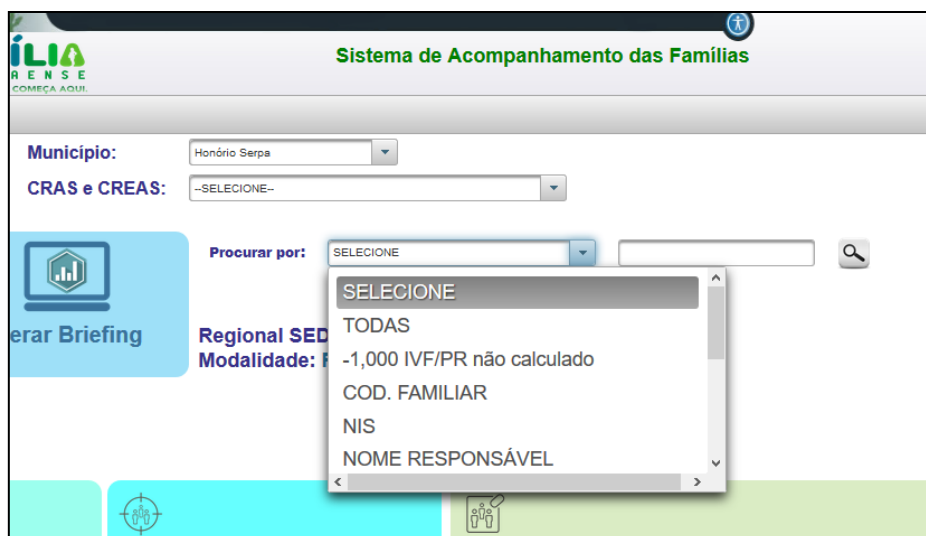 ÍLIA
AENSE
COMEÇA AQUI.
Sistema de Acompanhamento das Famílias
Município:
Honório Serpa
CRAS e CREAS:
--SELECIONE--
Procurar por:
SELECIONE
SELECIONE
TODAS
-1,000 IVF/PR não calculado
COD. FAMILIAR
NIS
NOME RESPONSÁVEL
erar Briefing
Regional SED
Modalidade: F